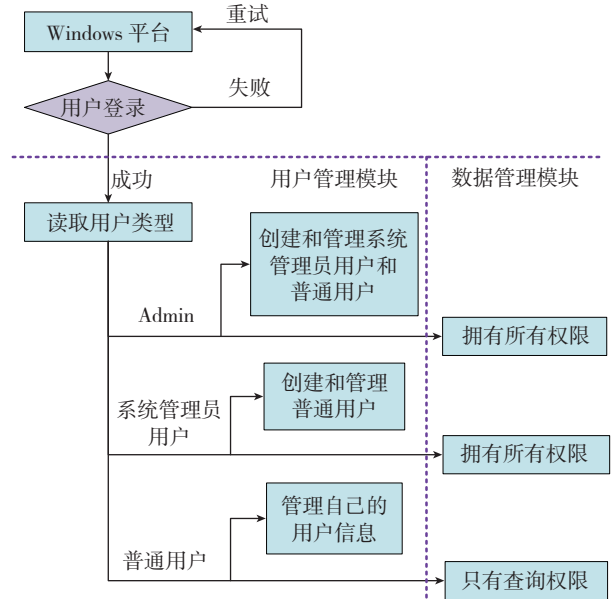 重试
Windows 平台
用户登录
失败
成功
用户管理模块
数据管理模块
读取用户类型
创建和管理系统
管理员用户和
普通用户
Admin
拥有所有权限
创建和管理
普通用户
系统管理员
用户
拥有所有权限
管理自己的
用户信息
普通用户
只有查询权限